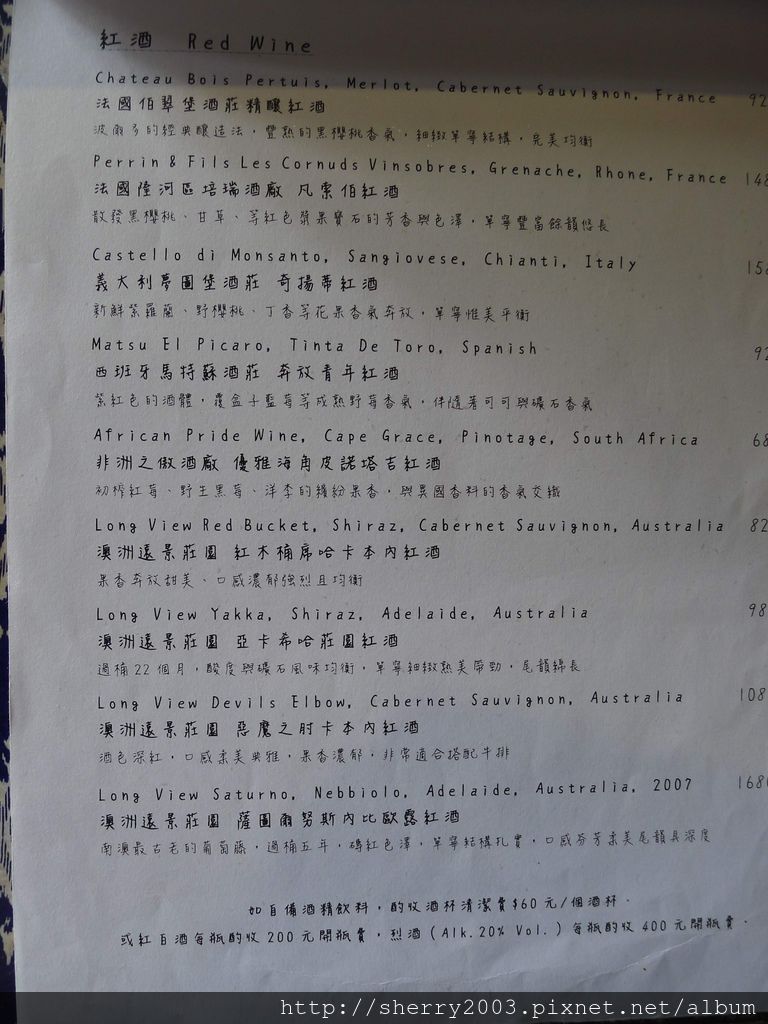 紅酒 Red Wine
Chateau Bois Pertuis, Merlot, Cabernet Sauvignon, France 92
法國伯翠堡酒莊精釀紅酒
波爾多的經典釀造法，豐熟的黑櫻桃香氣，細緻單寧結構，完美均衡
Perrin & Fils Les Cornuds Vinsobres, Grenache, Rhone, France 148
法國隆河區培瑞酒廠 凡索伯紅酒
散發黑櫻桃、甘草、等紅色漿果寶石的芳香與色澤，單寧豐富餘韻悠長
Castello di Monsanto, Sangiovese, Chianti, Italy 158
義大利夢圖堡酒莊 奇揚蒂紅酒
新鮮紫羅蘭、野櫻桃、丁香等花果香氣奔放，單寧惟美平衡
Matsu El Picaro, Tinta De Toro, Spanish 92
西班牙馬特蘇酒莊 奔放青年紅酒
紫紅色的酒體，覆盆子藍莓等成熟野莓香氣，伴隨著可可與礦石香氣
African Pride Wine, Cape Grace, Pinotage, South Africa 68
非洲之傲酒廠 優雅海角皮諾塔吉紅酒
初榨紅莓、野生黑莓、洋李的繽紛果香，與異國香料的香氣交織
Long View Red Bucket, Shiraz, Cabernet Sauvignon, Australia 82
澳洲遠景莊園 紅木桶席哈卡本內紅酒
果香奔放甜美、口感濃郁強烈且均衡
Long View Yakka, Shiraz, Adelaide, Australia 98
澳洲遠景莊園 亞卡希哈莊園紅酒
過桶22個月，酸度與礦石風味均衡，單寧細緻熟美帶勁，尾韻綿長
Long View Devils Elbow, Cabernet Sauvignon, Australia 108
澳洲遠景莊園 惡魔之肘卡本內紅酒
酒色深紅，口感柔美典雅，果香濃郁，非常適合搭配牛排
Long View Saturno, Nebbiolo, Adelaide, Australia, 2007 168
澳洲遠景莊園 薩圖爾努斯內比歐露紅酒
南澳最古老的葡萄藤，過桶五年，磚紅色澤，單寧結構扎實，口感芬芳柔美尾韻具深度
如自備酒精飲料，酌收酒杯清潔費$60元/個酒杯．
或紅白酒每瓶酌收200元開瓶費，烈酒(Alk.20% Vol.)每瓶酌收400元開瓶費．
http://sherry2003.pixnet.net/album